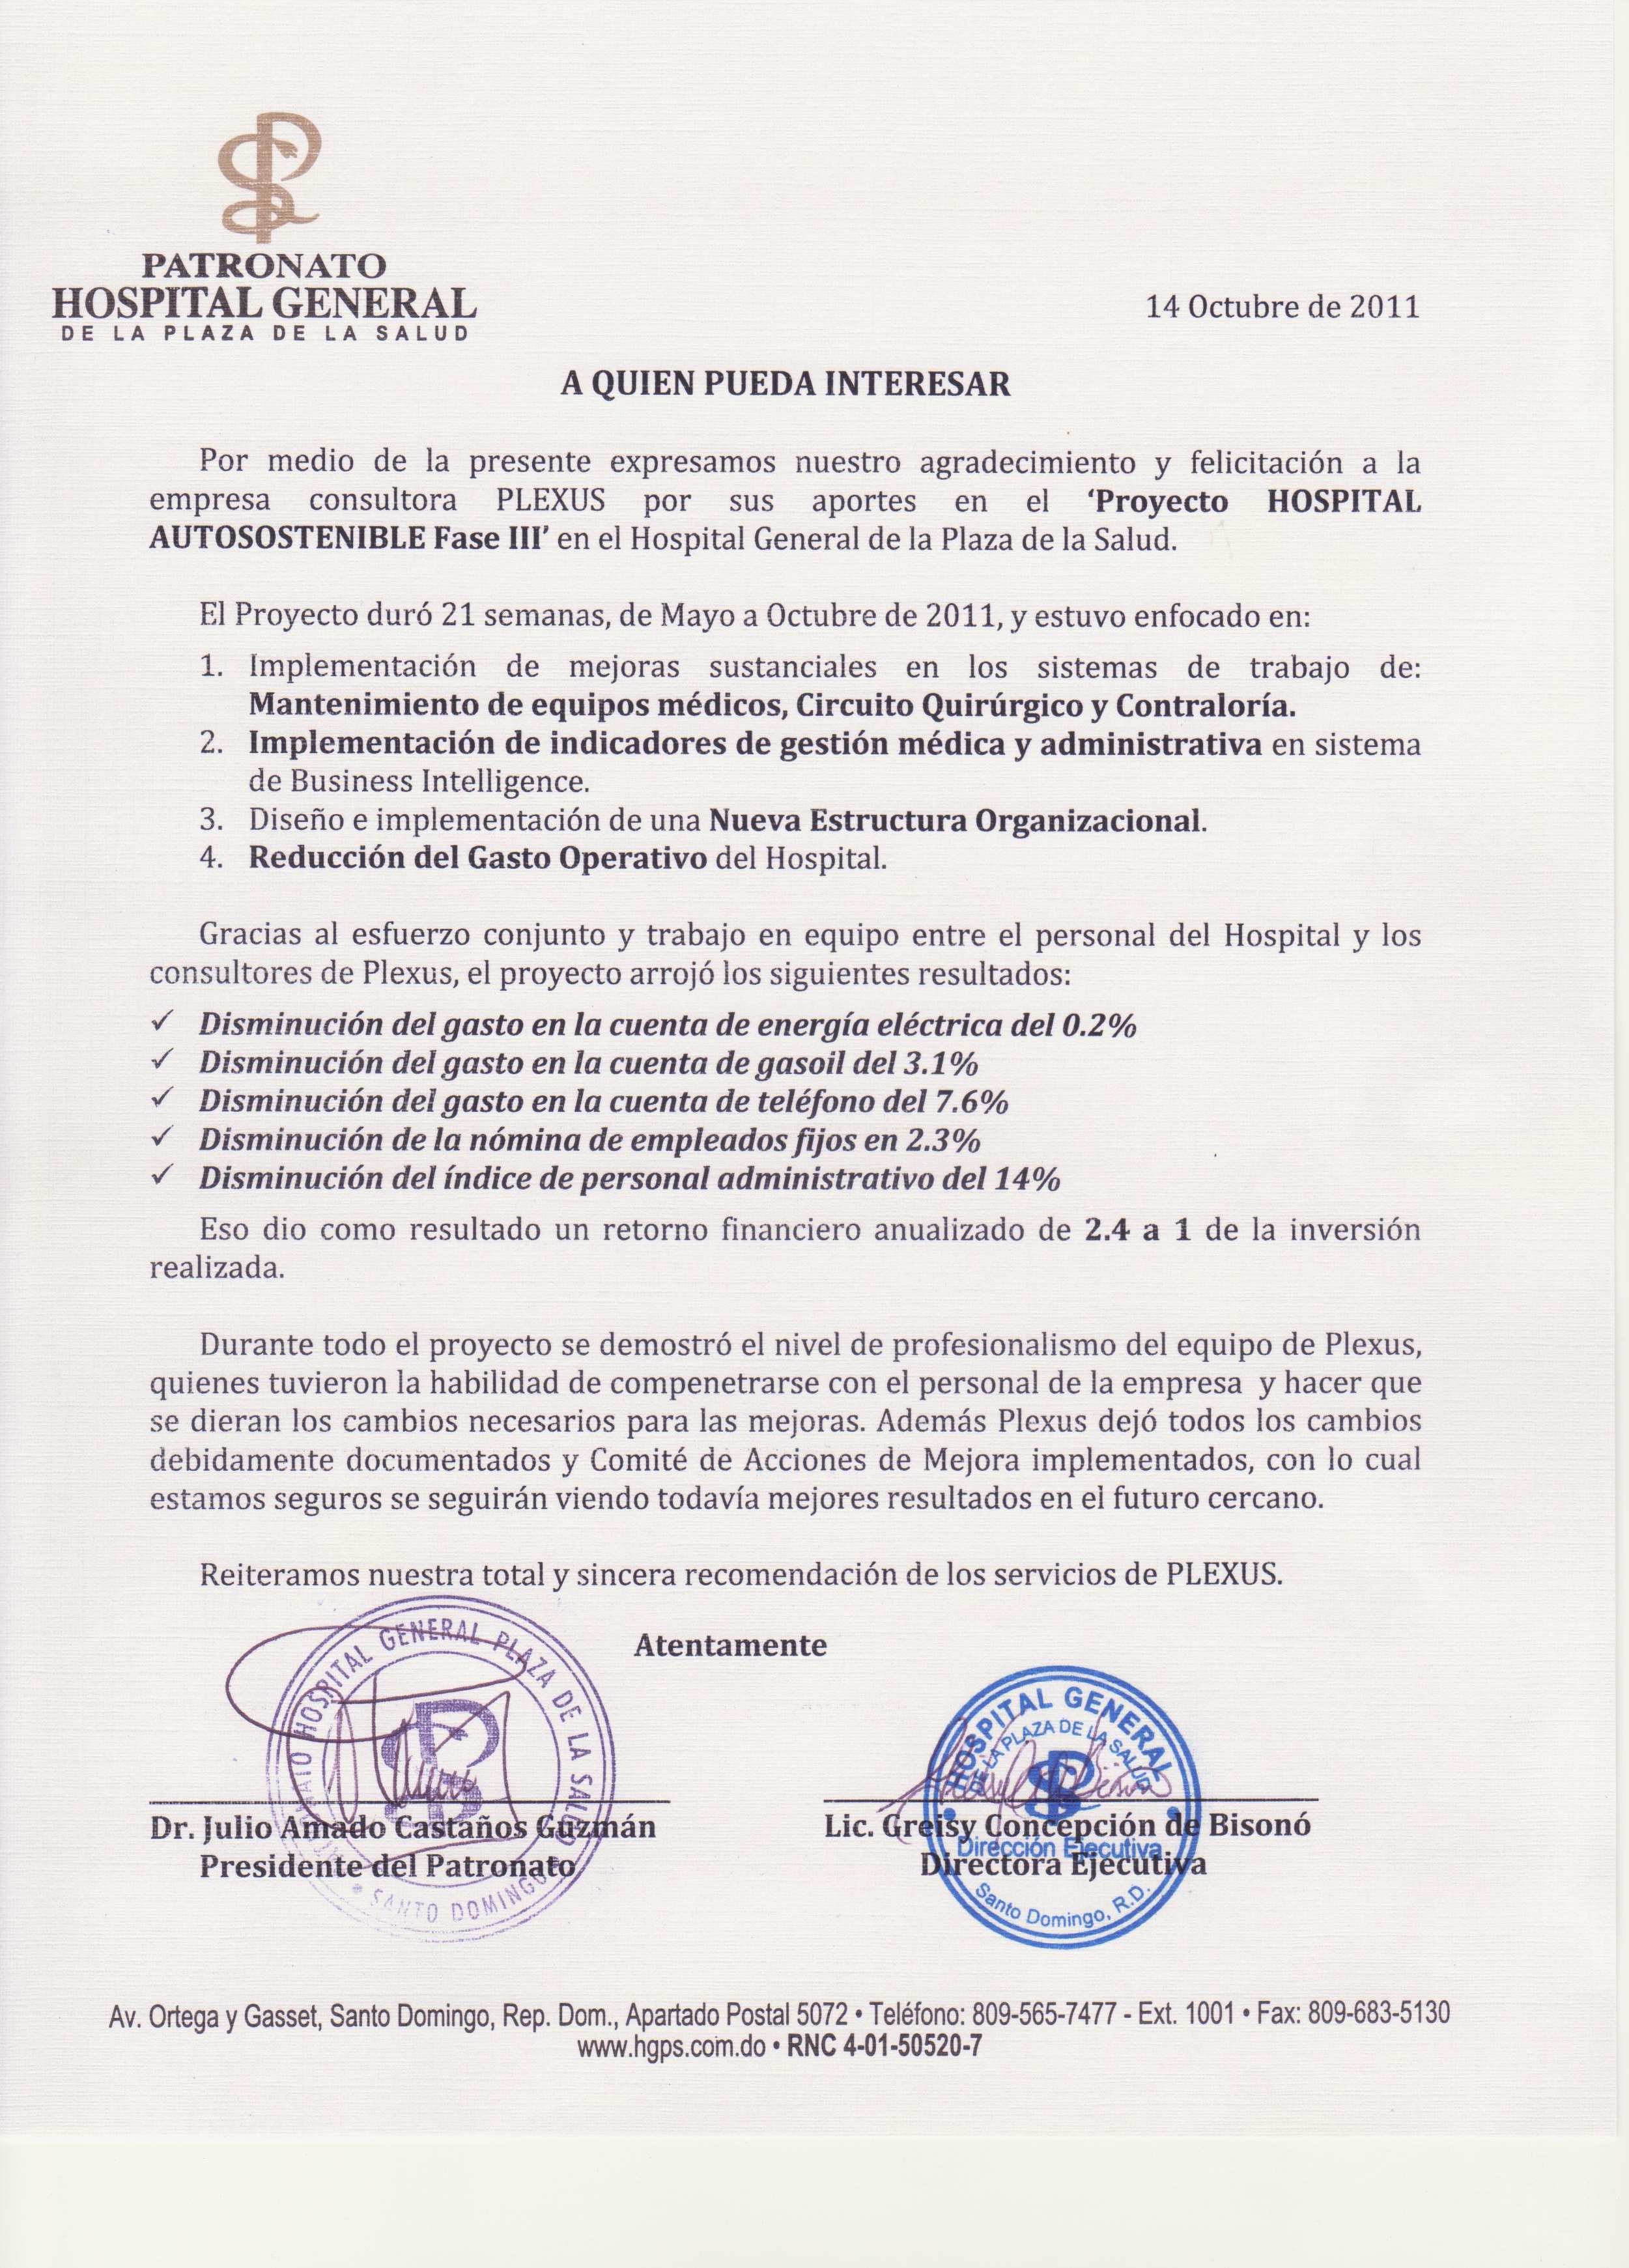 PATRONATO
HOSPITAL GENERAL
DE LA PLAZA DE LA SALUD
14 Octubre de 2011
A QUIEN PUEDA INTERESAR
Por medio de la presente expresamos nuestro agradecimiento y felicitación a la
empresa consultora PLEXUS por sus aportes en el ‘Proyecto HOSPITAL
AUTOSOSTENIBLE Fase III’ en el Hospital General de la Plaza de la Salud.
El Proyecto duró 21 semanas, de Mayo a Octubre de 2011, y estuvo enfocado en:
1. Implementación de mejoras sustanciales en los sistemas de trabajo de:
Mantenimiento de equipos médicos, Circuito Quirúrgico y Contraloría.
2. Implementación de indicadores de gestión médica y administrativa en sistema
de Business Intelligence.
3. Diseño e implementación de una Nueva Estructura Organizacional.
4. Reducción del Gasto Operativo del Hospital.
Gracias al esfuerzo conjunto y trabajo en equipo entre el personal del Hospital y los
consultores de Plexus, el proyecto arrojó los siguientes resultados:
✓ Disminución del gasto en la cuenta de energía eléctrica del 0.2%
✓ Disminución del gasto en la cuenta de gasoil del 3.1%
✓ Disminución del gasto en la cuenta de teléfono del 7.6%
✓ Disminución de la nómina de empleados fijos en 2.3%
✓ Disminución del índice de personal administrativo del 14%
Eso dio como resultado un retorno financiero anualizado de 2.4 a 1 de la inversión
realizada.
Durante todo el proyecto se demostró el nivel de profesionalismo del equipo de Plexus,
quienes tuvieron la habilidad de compenetrarse con el personal de la empresa y hacer que
se dieran los cambios necesarios para las mejoras. Además Plexus dejó todos los cambios
debidamente documentados y Comité de Acciones de Mejora implementados, con lo cual
estamos seguros se seguirán viendo todavía mejores resultados en el futuro cercano.
Reiteramos nuestra total y sincera recomendación de los servicios de PLEXUS.
Atentamente
PATRONATO HOSPITAL GENERAL PLAZA DE LA SALUD
SANTO DOMINGO
HOSPITAL GENERAL
DE LA PLAZA DE LA SALUD
Dirección Ejecutiva
Santo Domingo, R.D.
Dr. Julio Amado Castaños Guzmán
Presidente del Patronato
Lic. Greisy Concepción de Bisonó
Directora Ejecutiva
Av. Ortega y Gasset, Santo Domingo, Rep. Dom., Apartado Postal 5072 • Teléfono: 809-565-7477 - Ext. 1001 • Fax: 809-683-5130
www.hgps.com.do • RNC 4-01-50520-7